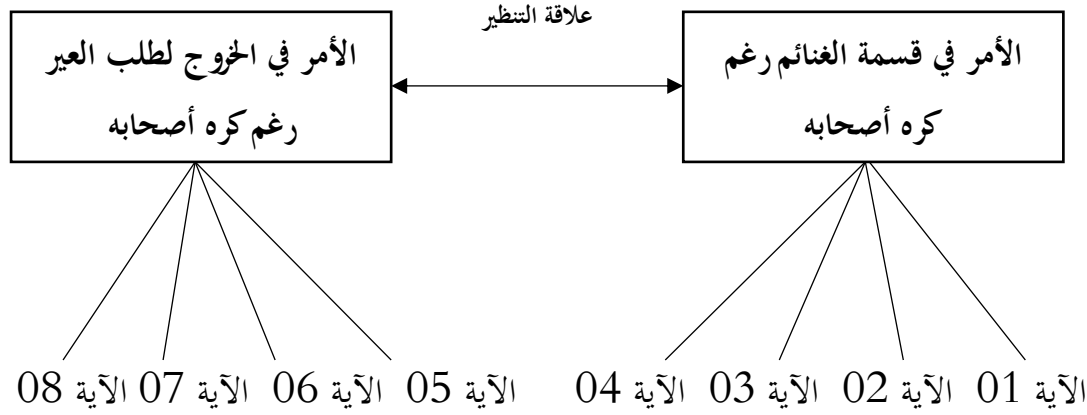 علاقة التنظير
الأمر في قسمة الغنائم رغم
كره أصحابه
الأمر في الخروج لطلب العير
رغم كره أصحابه
الآية 01 الآية 02 الآية 03 الآية 04 الآية 05 الآية 06 الآية 07 الآية 08